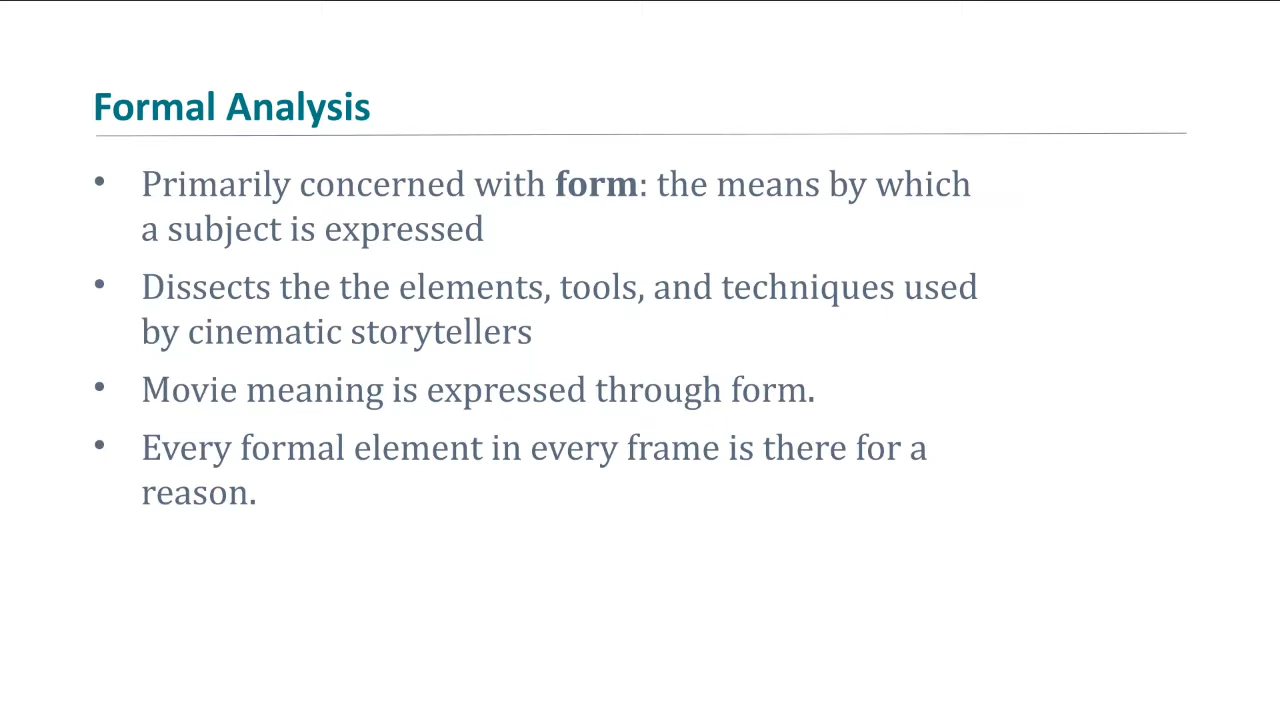 Formal Analysis
• Primarily concerned with form: the means by which
a subject is expressed
• Dissects the the elements, tools, and techniques used
by cinematic storytellers
• Movie meaning is expressed through form.
• Every formal element in every frame is there for a
reason.